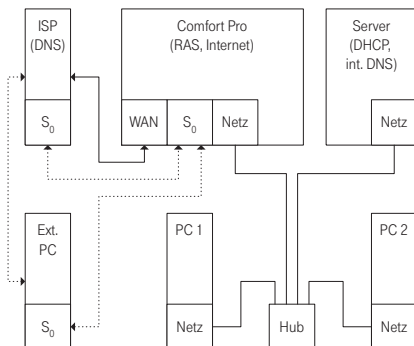 ISP
(DNS)
Comfort Pro
(RAS, Internet)
Server
(DHCP,
int. DNS)
S0
WAN
S0
Netz
Netz
Ext.
PC
PC 1
PC 2
S0
Netz
Hub
Netz